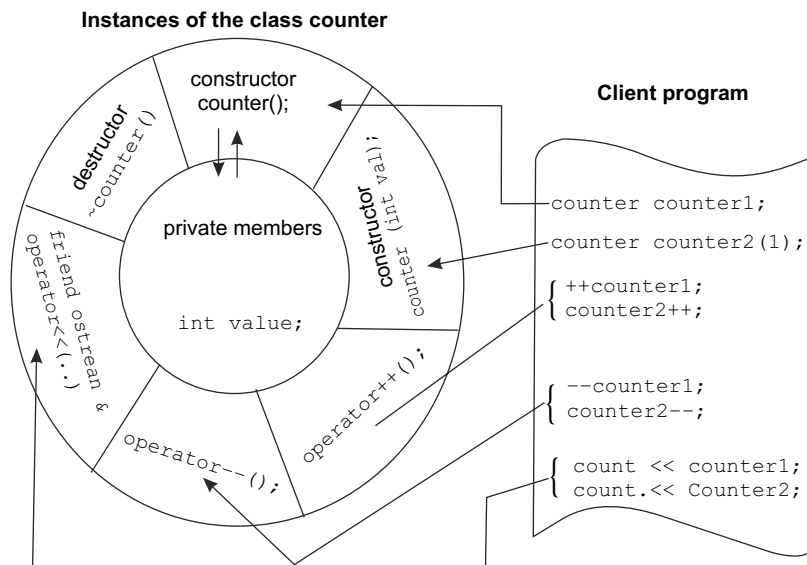 Instances of the class counter
constructor
counter();
destructor
~counter()
constructor
counter (int val);
private members
int value;
friend ostrean &
operator<<(..)
operator++();
operator--();
Client program
counter counter1;
counter counter2(1);
++counter1;
counter2++;
--counter1;
counter2--;
count << counter1;
count.<< Counter2;